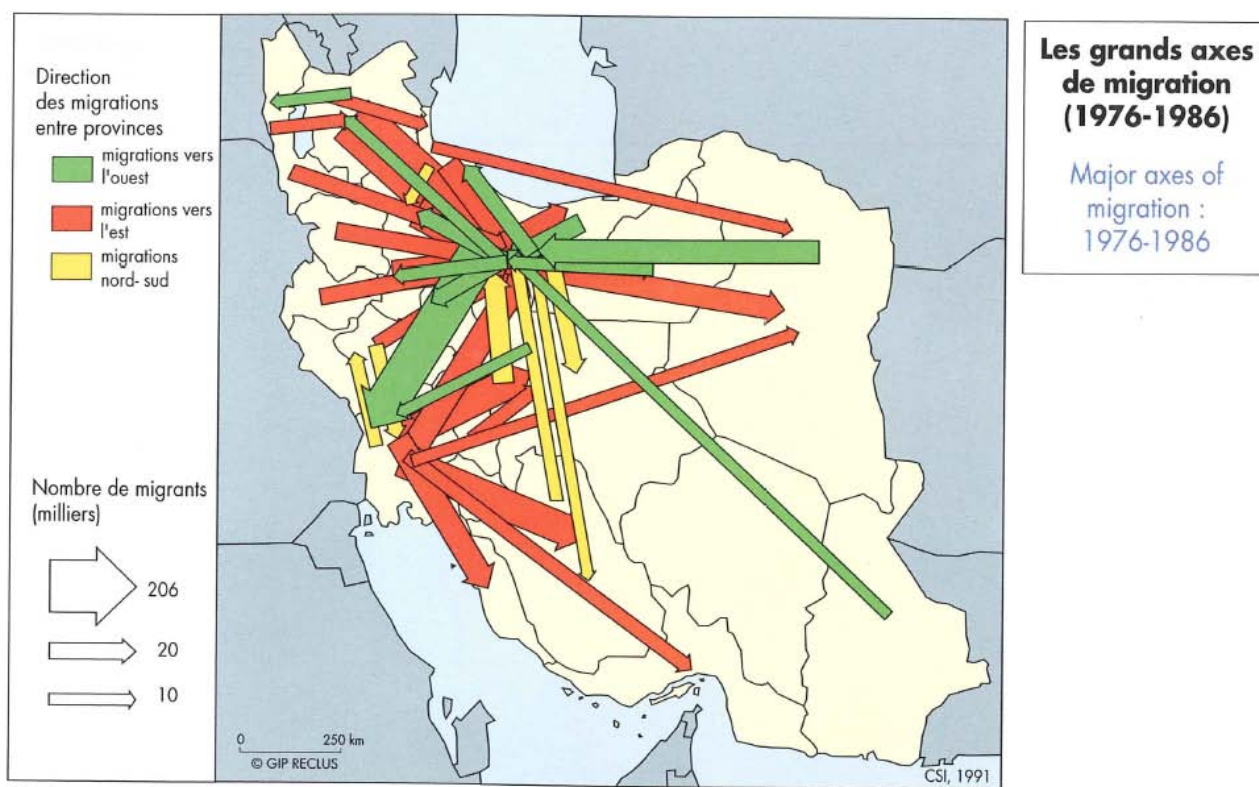 Direction
des migrations
entre provinces
migrations vers
l'ouest
migrations vers
l'est
migrations
nord- sud
Nombre de migrants
(milliers)
206
20
10
0 250 km
© GIP RECLUS
CSI, 1991
Les grands axes
de migration
(1976-1986)
Major axes of
migration :
1976-1986